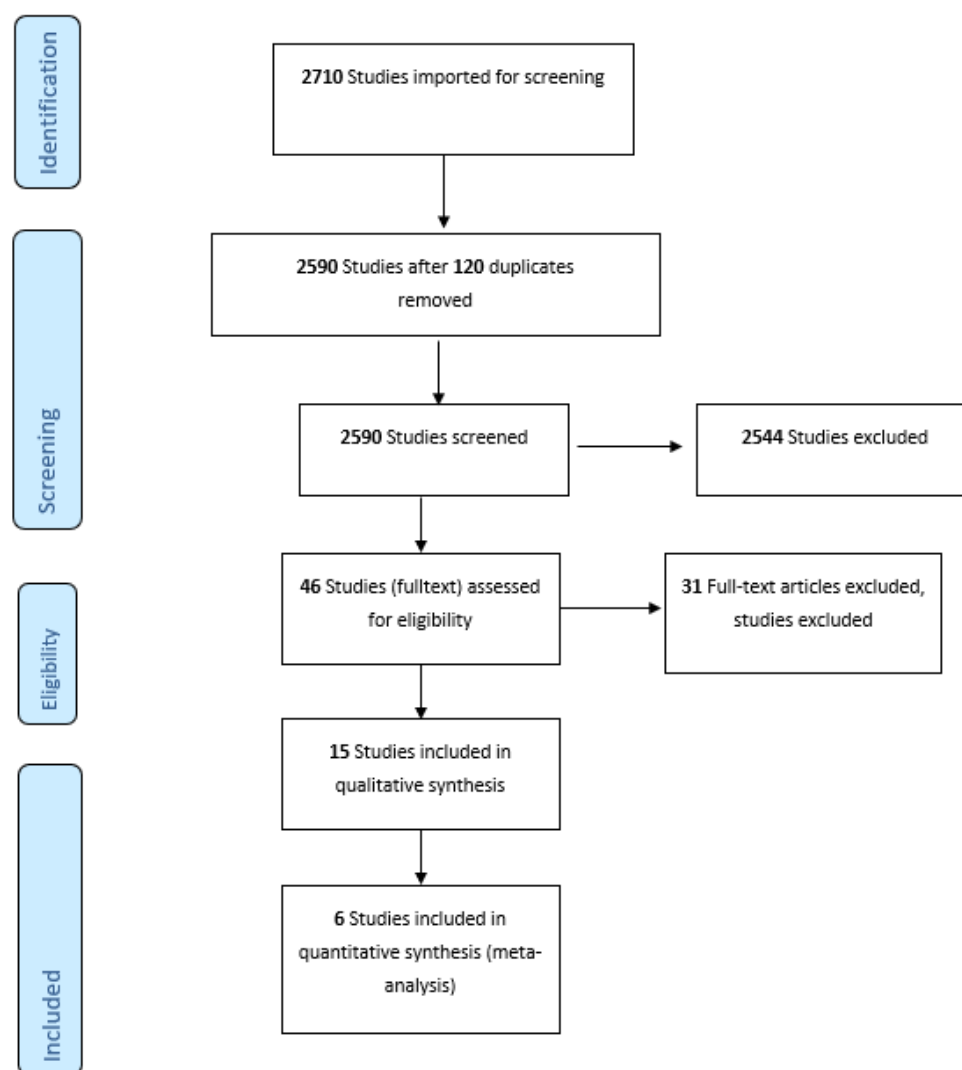 Identification
2710 Studies imported for screening
Screening
2590 Studies after 120 duplicates
removed
2590 Studies screened
2544 Studies excluded
Eligibility
46 Studies (fulltext) assessed
for eligibility
31 Full-text articles excluded,
studies excluded
Included
15 Studies included in
qualitative synthesis
6 Studies included in
quantitative synthesis (meta-
analysis)